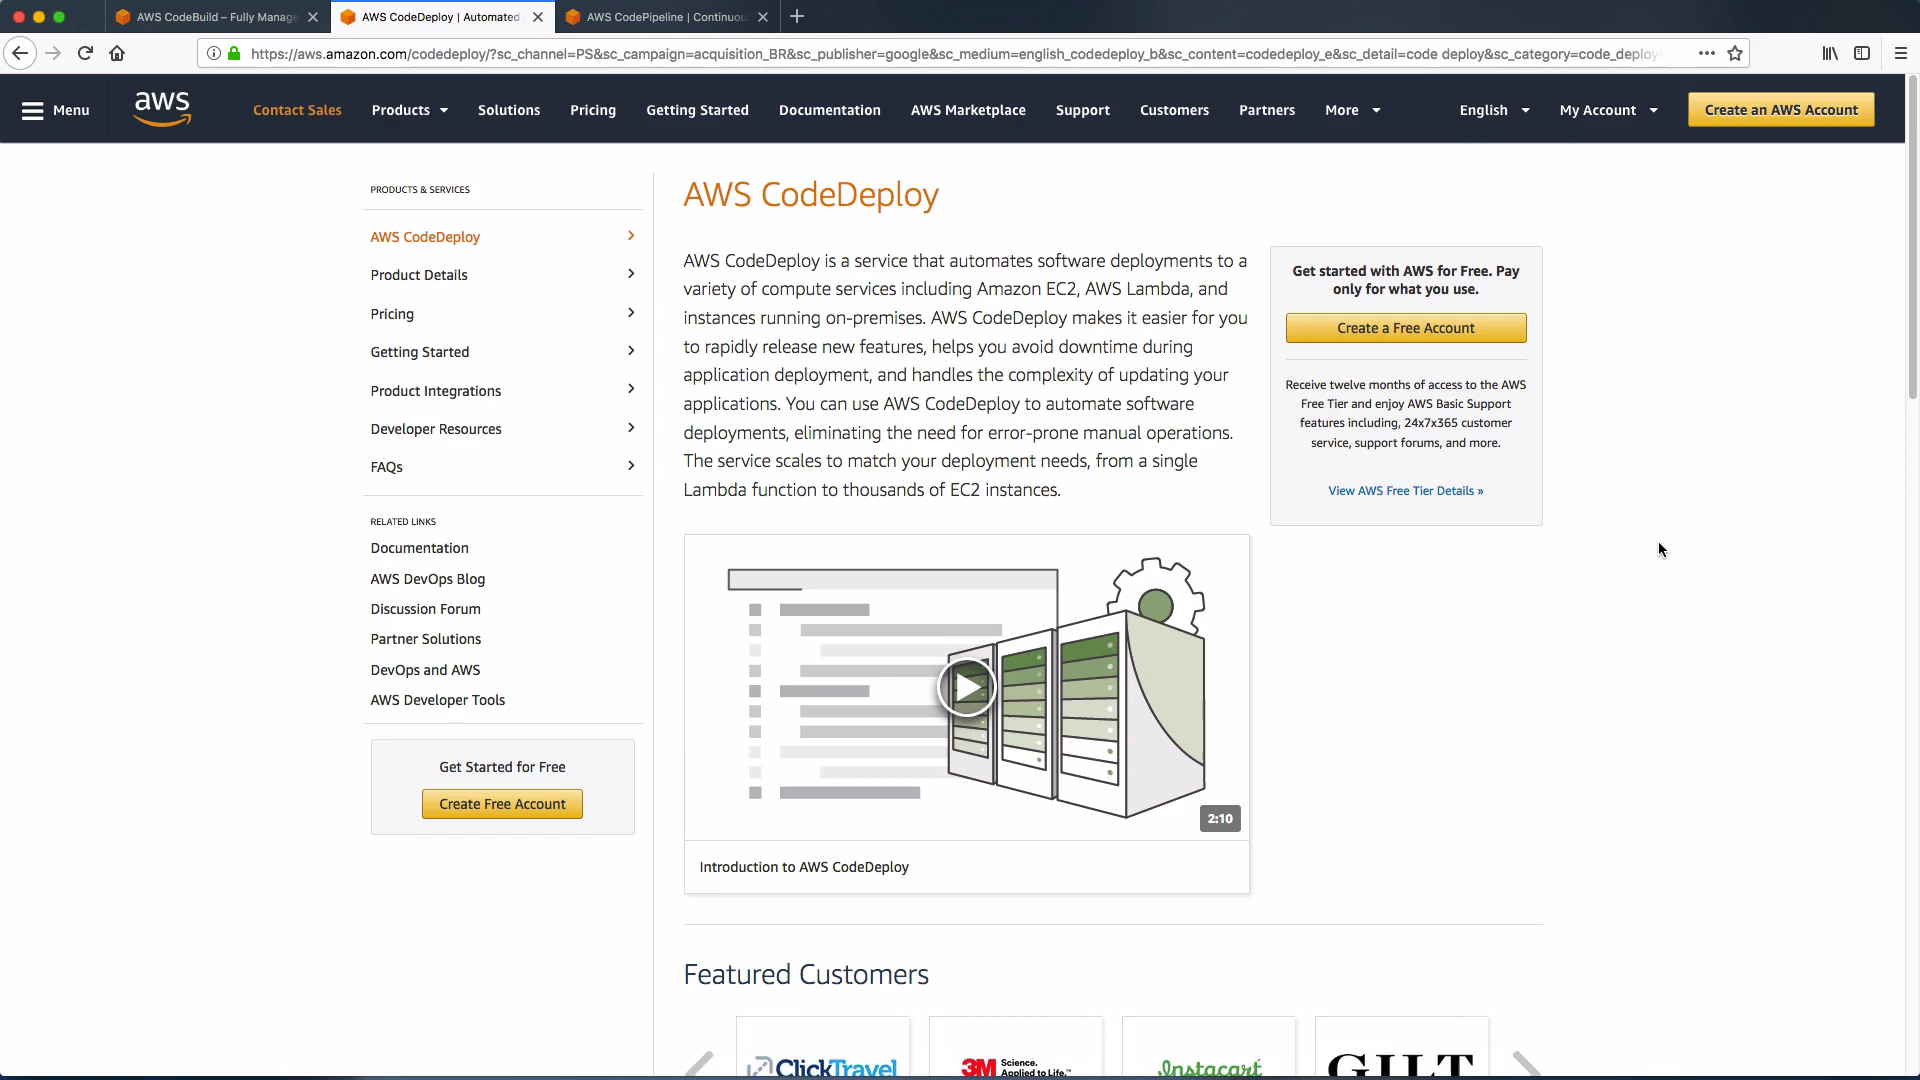 AWS CodeBuild – Fully Manage
AWS CodeDeploy | Automated
AWS CodePipeline | Continuou
https://aws.amazon.com/codedeploy/?sc_channel=PS&sc_campaign=acquisition_BR&sc_publisher=google&sc_medium=english_codedeploy_b&sc_content=codedeploy_e&sc_detail=code deploy&sc_category=code_deploy
Menu
aws
Contact Sales
Products
Solutions
Pricing
Getting Started
Documentation
AWS Marketplace
Support
Customers
Partners
More
English
My Account
Create an AWS Account
PRODUCTS & SERVICES
AWS CodeDeploy
Product Details
Pricing
Getting Started
Product Integrations
Developer Resources
FAQs
RELATED LINKS
Documentation
AWS DevOps Blog
Discussion Forum
Partner Solutions
DevOps and AWS
AWS Developer Tools
Get Started for Free
Create Free Account
AWS CodeDeploy
AWS CodeDeploy is a service that automates software deployments to a
variety of compute services including Amazon EC2, AWS Lambda, and
instances running on-premises. AWS CodeDeploy makes it easier for you
to rapidly release new features, helps you avoid downtime during
application deployment, and handles the complexity of updating your
applications. You can use AWS CodeDeploy to automate software
deployments, eliminating the need for error-prone manual operations.
The service scales to match your deployment needs, from a single
Lambda function to thousands of EC2 instances.
2:10
Introduction to AWS CodeDeploy
Get started with AWS for Free. Pay
only for what you use.
Create a Free Account
Receive twelve months of access to the AWS
Free Tier and enjoy AWS Basic Support
features including, 24x7x365 customer
service, support forums, and more.
View AWS Free Tier Details »
Featured Customers
ClickTravel
3M Science.
Applied to Life.™
Instacart
GILT